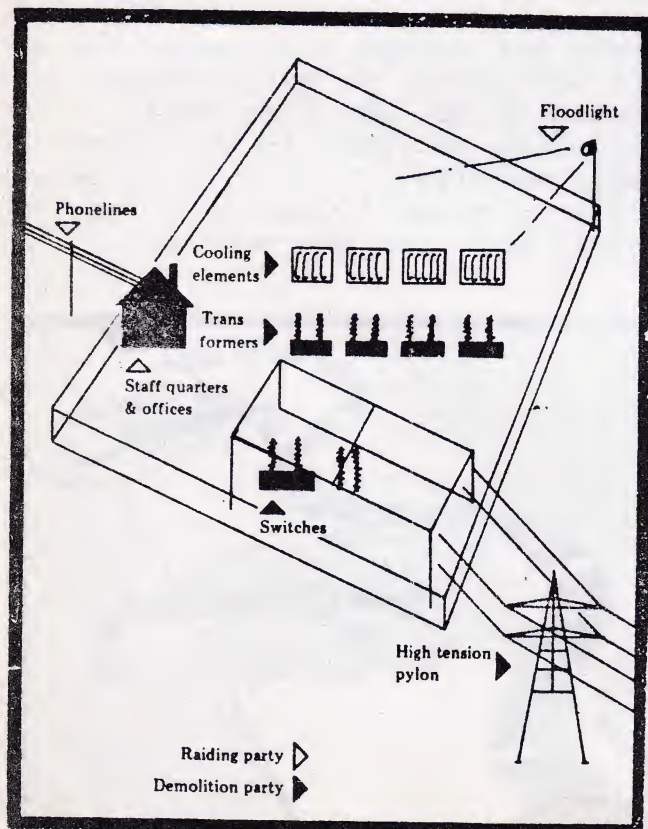 Floodlight
Phonelines
Cooling
elements
Trans
formers
Staff quarters
& offices
Switches
High tension
pylon
Raiding party
Demolition party